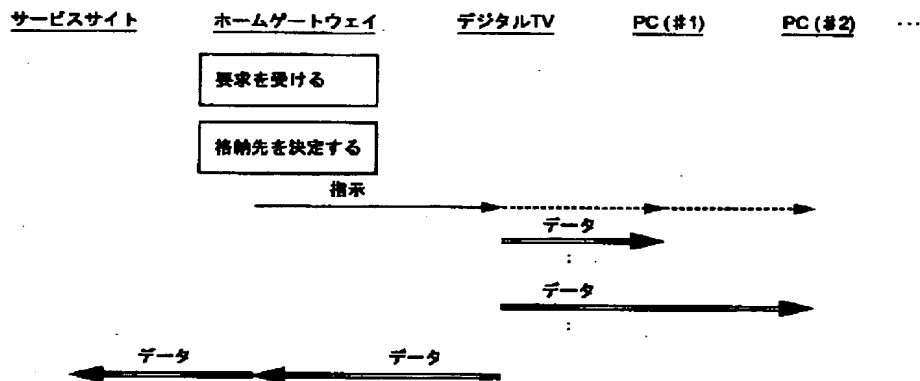 サービスサイト ホームゲートウェイ デジタルTV PC (#1) PC (#2) ···
要求を受ける
格納先を決定する
指示
データ
:
データ
:
データ データ